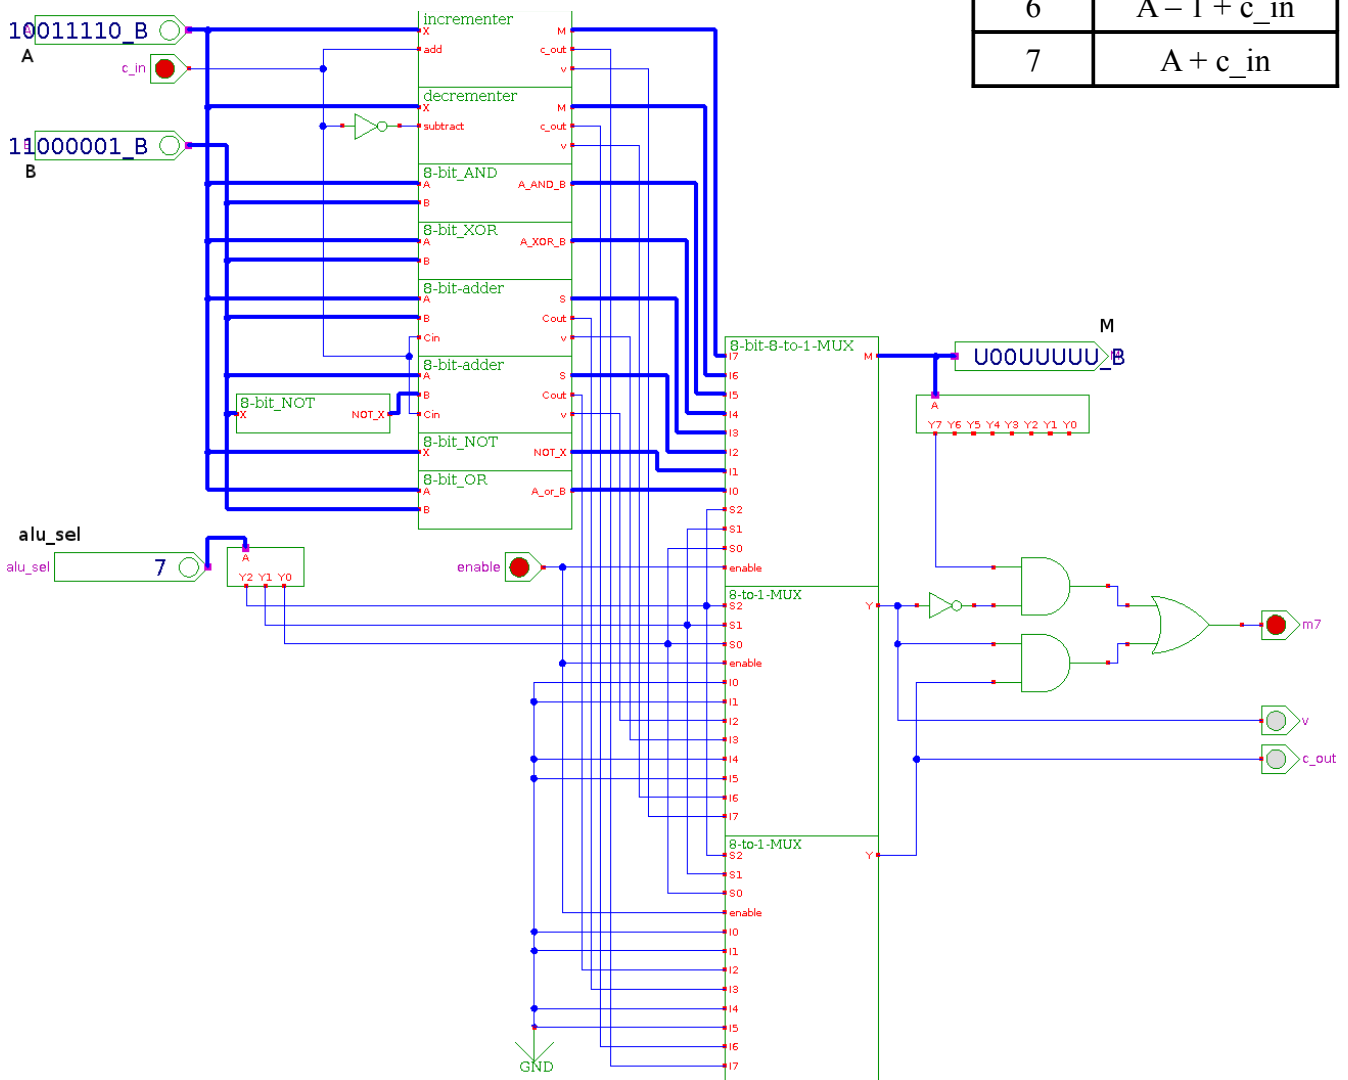 6 A – 1 + c_in
7 A + c_in
10011110_B
A
c_in
11000001_B
B
incrementer
X M
add c_out
v
decrementer
X M
subtract c_out
v
8-bit_AND
A A_AND_B
B
8-bit_XOR
A A_XOR_B
B
8-bit-adder
A S
B Cout
Cin v
8-bit-adder
A S
B Cout
Cin v
8-bit_NOT
X NOT_X
8-bit_NOT
X NOT_X
8-bit_OR
A A_or_B
B
alu_sel
alu_sel 7
A
Y2 Y1 Y0
enable
8-bit-8-to-1-MUX
I7 M
I6
I5
I4
I3
I2
I1
I0
S2
S1
S0
enable
M
U00UUUUU_B
A
Y7 Y6 Y5 Y4 Y3 Y2 Y1 Y0
8-to-1-MUX
S2 Y
S1
S0
enable
I0
I1
I2
I3
I4
I5
I6
I7
m7
v
c_out
8-to-1-MUX
S2 Y
S1
S0
enable
I0
I1
I2
I3
I4
I5
I6
I7
GND